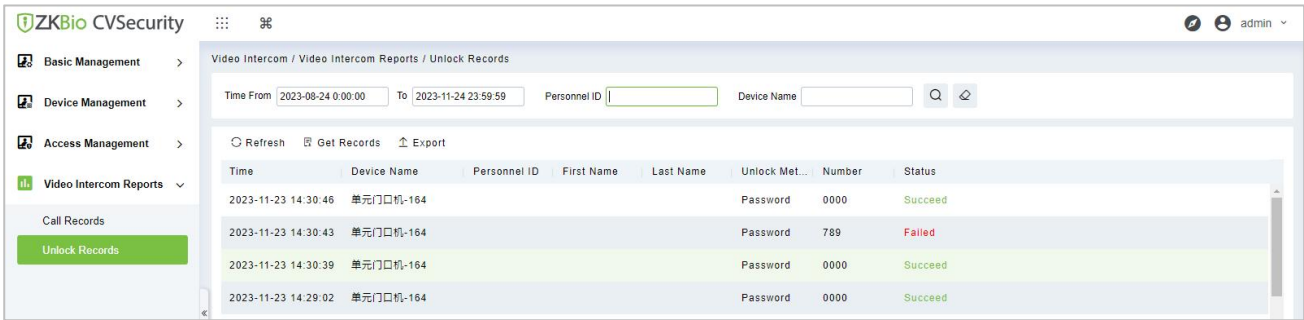 ZKBio CVSecurity
admin
Basic Management
Device Management
Access Management
Video Intercom Reports
Call Records
Unlock Records
Video Intercom / Video Intercom Reports / Unlock Records
Time From 2023-08-24 0:00:00 To 2023-11-24 23:59:59 Personnel ID Device Name
Refresh Get Records Export
Time Device Name Personnel ID First Name Last Name Unlock Met... Number Status
2023-11-23 14:30:46 单元门口机-164 Password 0000 Succeed
2023-11-23 14:30:43 单元门口机-164 Password 789 Failed
2023-11-23 14:30:39 单元门口机-164 Password 0000 Succeed
2023-11-23 14:29:02 单元门口机-164 Password 0000 Succeed